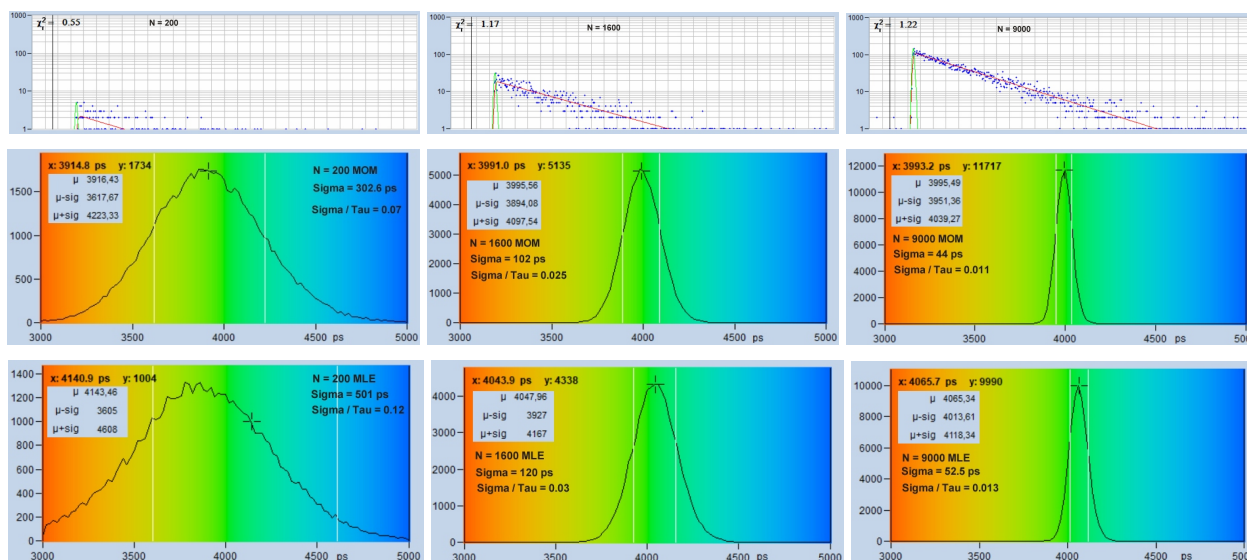 χr² = 0.55
N = 200
1000
100
10
1
χr² = 1.17
N = 1600
1000
100
10
1
χr² = 1.22
N = 9000
1000
100
10
1
x: 3914.8 ps y: 1734
μ 3916,43
μ-sig 3617,67
μ+sig 4223,33
N = 200 MOM
Sigma = 302.6 ps
Sigma / Tau = 0.07
1500
1000
500
0
3000 3500 4000 4500 ps 5000
x: 3991.0 ps y: 5135
μ 3995,56
μ-sig 3894,08
μ+sig 4097,54
N = 1600 MOM
Sigma = 102 ps
Sigma / Tau = 0.025
5000
4000
3000
2000
1000
0
3000 3500 4000 4500 ps 5000
x: 3993.2 ps y: 11717
μ 3995,49
μ-sig 3951,36
μ+sig 4039,27
N = 9000 MOM
Sigma = 44 ps
Sigma / Tau = 0.011
12000
10000
8000
6000
4000
2000
0
3000 3500 4000 4500 ps
x: 4140.9 ps y: 1004
μ 4143,46
μ-sig 3605
μ+sig 4608
N = 200 MLE
Sigma = 501 ps
Sigma / Tau = 0.12
1400
1200
1000
800
600
400
200
0
3000 3500 4000 4500 ps 5000
x: 4043.9 ps y: 4338
μ 4047,96
μ-sig 3927
μ+sig 4167
N = 1600 MLE
Sigma = 120 ps
Sigma / Tau = 0.03
4000
3000
2000
1000
0
3000 3500 4000 4500 ps 5000
x: 4065.7 ps y: 9990
μ 4065,34
μ-sig 4013,61
μ+sig 4118,34
N = 9000 MLE
Sigma = 52.5 ps
Sigma / Tau = 0.013
10000
8000
6000
4000
2000
0
3000 3500 4000 4500 ps